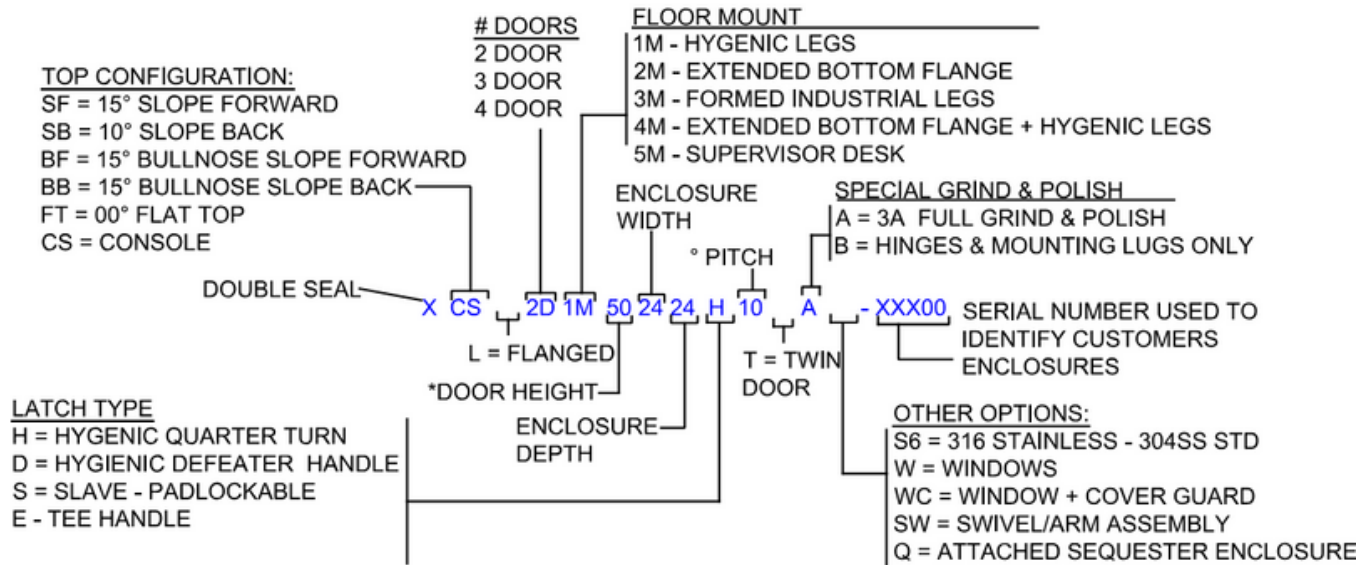 # DOORS
2 DOOR
3 DOOR
4 DOOR
FLOOR MOUNT
1M - HYGENIC LEGS
2M - EXTENDED BOTTOM FLANGE
3M - FORMED INDUSTRIAL LEGS
4M - EXTENDED BOTTOM FLANGE + HYGENIC LEGS
5M - SUPERVISOR DESK
TOP CONFIGURATION:
SF = 15° SLOPE FORWARD
SB = 10° SLOPE BACK
BF = 15° BULLNOSE SLOPE FORWARD
BB = 15° BULLNOSE SLOPE BACK
FT = 00° FLAT TOP
CS = CONSOLE
ENCLOSURE
WIDTH
SPECIAL GRIND & POLISH
A = 3A FULL GRIND & POLISH
B = HINGES & MOUNTING LUGS ONLY
° PITCH
DOUBLE SEAL
X CS 2D 1M 50 24 24 H 10 A - XXX00
SERIAL NUMBER USED TO
IDENTIFY CUSTOMERS
ENCLOSURES
L = FLANGED
T = TWIN
DOOR
*DOOR HEIGHT
ENCLOSURE
DEPTH
LATCH TYPE
H = HYGENIC QUARTER TURN
D = HYGIENIC DEFEATER HANDLE
S = SLAVE - PADLOCKABLE
E - TEE HANDLE
OTHER OPTIONS:
S6 = 316 STAINLESS - 304SS STD
W = WINDOWS
WC = WINDOW + COVER GUARD
SW = SWIVEL/ARM ASSEMBLY
Q = ATTACHED SEQUESTER ENCLOSURE